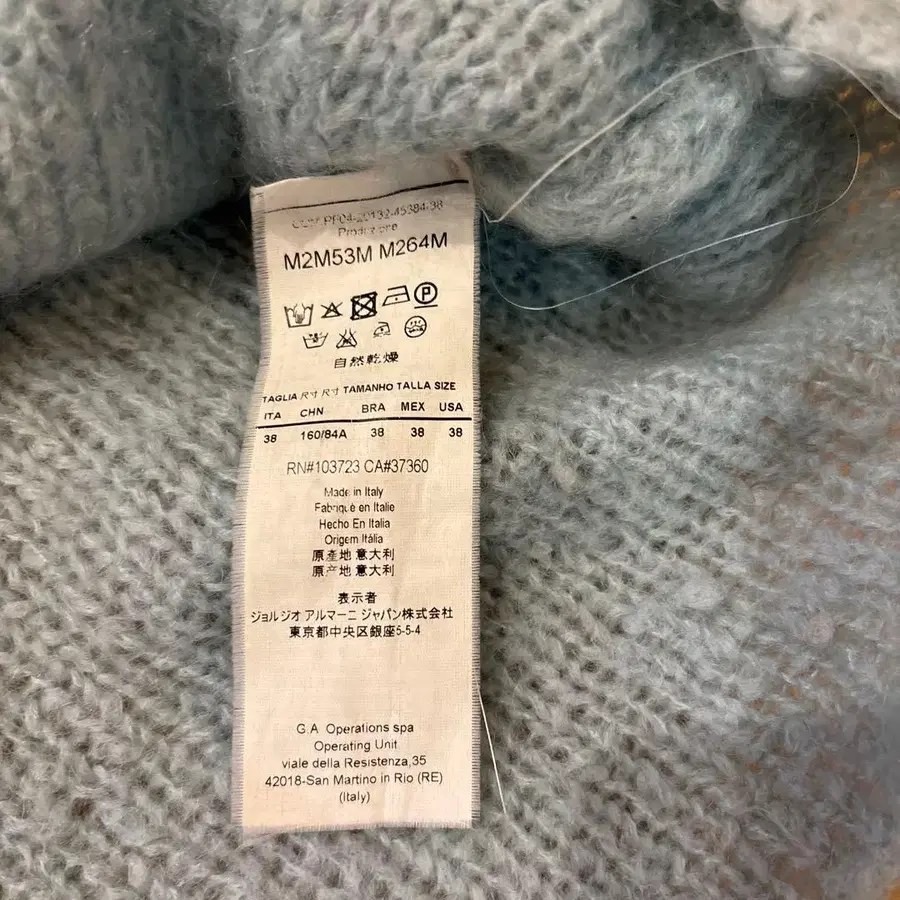 RF04-20132-45384-38
M2M53M M264M
P
自然乾燥
TAGLIA 尺寸 尺寸 TAMANHO TALLA SIZE
ITA CHN BRA MEX USA
38 160/84A 38 38 38
RN#103723 CA#37360
Made in Italy
Fabriqué en Italie
Hecho En Italia
Origem Itália
原產地 意大利
原产地 意大利
表示者
ジョルジオ アルマーニ ジャパン株式会社
東京都中央区銀座5-5-4
G.A Operations spa
Operating Unit
viale della Resistenza,35
42018-San Martino in Rio (RE)
(Italy)